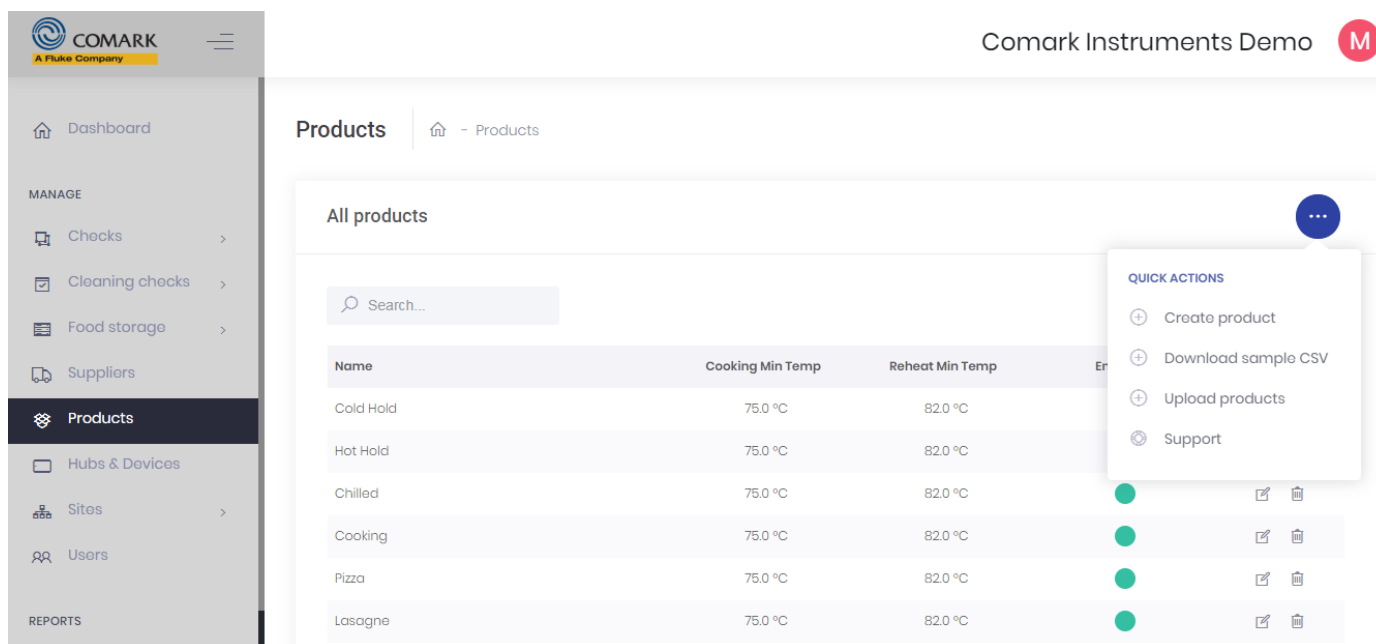 COMARK
A Fluke Company
Comark Instruments Demo M
Dashboard
MANAGE
Checks
Cleaning checks
Food storage
Suppliers
Products
Hubs & Devices
Sites
Users
REPORTS
Products - Products
All products ...
Search...
QUICK ACTIONS
Create product
Download sample CSV
Upload products
Support
Name Cooking Min Temp Reheat Min Temp
Cold Hold 75.0 °C 82.0 °C
Hot Hold 75.0 °C 82.0 °C
Chilled 75.0 °C 82.0 °C
Cooking 75.0 °C 82.0 °C
Pizza 75.0 °C 82.0 °C
Lasagne 75.0 °C 82.0 °C